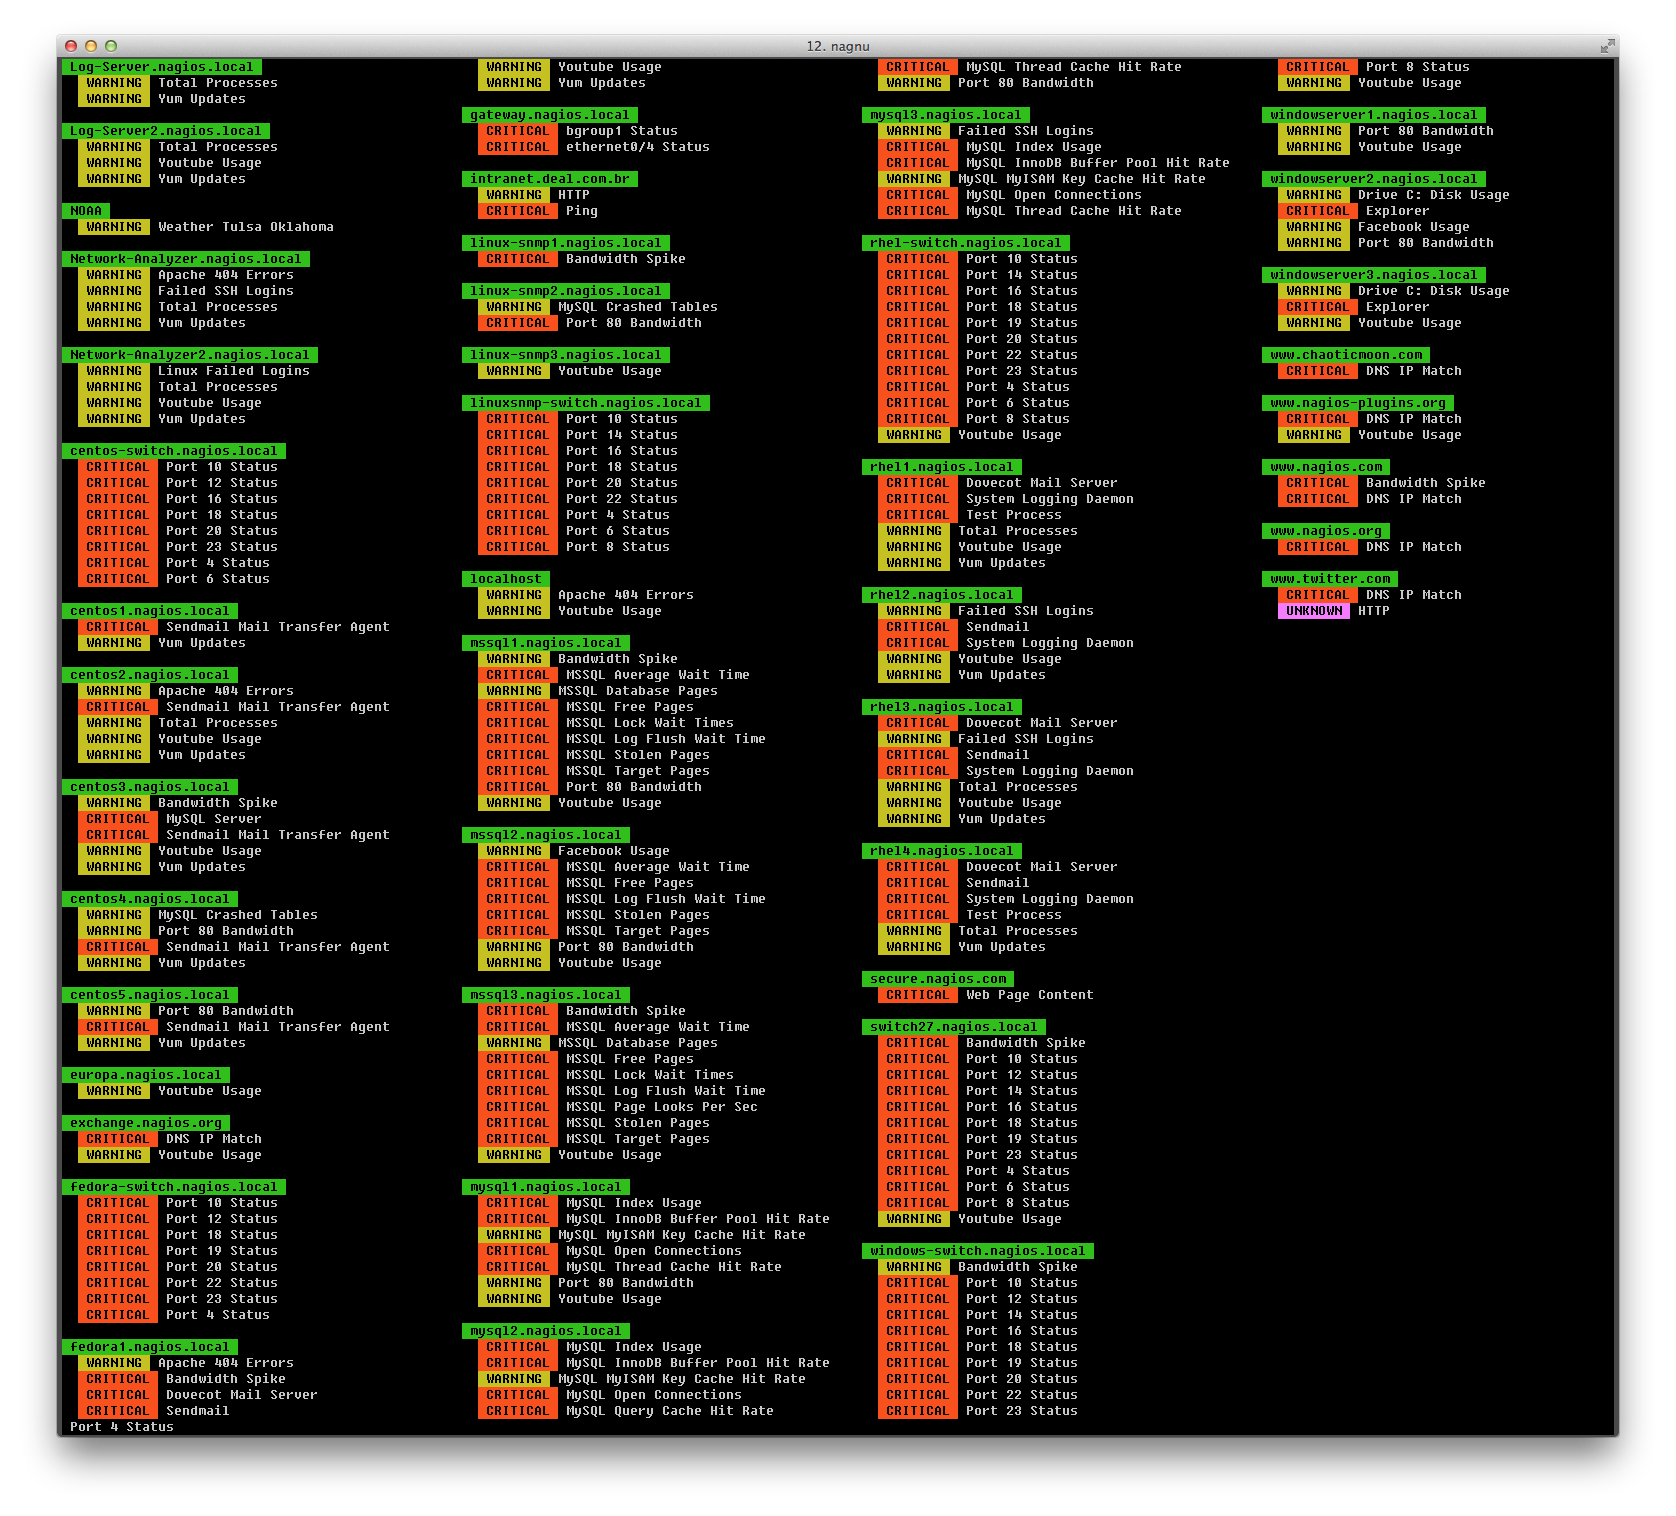 12. nagnu
Log-Server.nagios.local
WARNING Total Processes
WARNING Yum Updates
Log-Server2.nagios.local
WARNING Total Processes
WARNING Youtube Usage
WARNING Yum Updates
NOAA
WARNING Weather Tulsa Oklahoma
Network-Analyzer.nagios.local
WARNING Apache 404 Errors
WARNING Failed SSH Logins
WARNING Total Processes
WARNING Yum Updates
Network-Analyzer2.nagios.local
WARNING Linux Failed Logins
WARNING Total Processes
WARNING Youtube Usage
WARNING Yum Updates
centos-switch.nagios.local
CRITICAL Port 10 Status
CRITICAL Port 12 Status
CRITICAL Port 16 Status
CRITICAL Port 18 Status
CRITICAL Port 20 Status
CRITICAL Port 23 Status
CRITICAL Port 4 Status
CRITICAL Port 6 Status
centos1.nagios.local
CRITICAL Sendmail Mail Transfer Agent
WARNING Yum Updates
centos2.nagios.local
WARNING Apache 404 Errors
CRITICAL Sendmail Mail Transfer Agent
WARNING Total Processes
WARNING Youtube Usage
WARNING Yum Updates
centos3.nagios.local
WARNING Bandwidth Spike
CRITICAL MySQL Server
CRITICAL Sendmail Mail Transfer Agent
WARNING Youtube Usage
WARNING Yum Updates
centos4.nagios.local
WARNING MySQL Crashed Tables
WARNING Port 80 Bandwidth
CRITICAL Sendmail Mail Transfer Agent
WARNING Yum Updates
centos5.nagios.local
WARNING Port 80 Bandwidth
CRITICAL Sendmail Mail Transfer Agent
WARNING Yum Updates
europa.nagios.local
WARNING Youtube Usage
exchange.nagios.org
CRITICAL DNS IP Match
WARNING Youtube Usage
fedora-switch.nagios.local
CRITICAL Port 10 Status
CRITICAL Port 12 Status
CRITICAL Port 18 Status
CRITICAL Port 19 Status
CRITICAL Port 20 Status
CRITICAL Port 22 Status
CRITICAL Port 23 Status
CRITICAL Port 4 Status
fedora1.nagios.local
WARNING Apache 404 Errors
CRITICAL Bandwidth Spike
CRITICAL Dovecot Mail Server
CRITICAL Sendmail
Port 4 Status
WARNING Youtube Usage
WARNING Yum Updates
gateway.nagios.local
CRITICAL bgroup1 Status
CRITICAL ethernet0/4 Status
intranet.deal.com.br
WARNING HTTP
CRITICAL Ping
linux-snmp1.nagios.local
CRITICAL Bandwidth Spike
linux-snmp2.nagios.local
WARNING MySQL Crashed Tables
CRITICAL Port 80 Bandwidth
linux-snmp3.nagios.local
WARNING Youtube Usage
linuxsnmp-switch.nagios.local
CRITICAL Port 10 Status
CRITICAL Port 14 Status
CRITICAL Port 16 Status
CRITICAL Port 18 Status
CRITICAL Port 20 Status
CRITICAL Port 22 Status
CRITICAL Port 4 Status
CRITICAL Port 6 Status
CRITICAL Port 8 Status
localhost
WARNING Apache 404 Errors
WARNING Youtube Usage
mssql1.nagios.local
WARNING Bandwidth Spike
CRITICAL MSSQL Average Wait Time
WARNING MSSQL Database Pages
CRITICAL MSSQL Free Pages
CRITICAL MSSQL Lock Wait Times
CRITICAL MSSQL Log Flush Wait Time
CRITICAL MSSQL Stolen Pages
CRITICAL MSSQL Target Pages
CRITICAL Port 80 Bandwidth
WARNING Youtube Usage
mssql2.nagios.local
WARNING Facebook Usage
CRITICAL MSSQL Average Wait Time
CRITICAL MSSQL Free Pages
CRITICAL MSSQL Log Flush Wait Time
CRITICAL MSSQL Stolen Pages
CRITICAL MSSQL Target Pages
WARNING Port 80 Bandwidth
WARNING Youtube Usage
mssql3.nagios.local
CRITICAL Bandwidth Spike
CRITICAL MSSQL Average Wait Time
WARNING MSSQL Database Pages
CRITICAL MSSQL Free Pages
CRITICAL MSSQL Lock Wait Times
CRITICAL MSSQL Log Flush Wait Time
CRITICAL MSSQL Page Looks Per Sec
CRITICAL MSSQL Stolen Pages
CRITICAL MSSQL Target Pages
WARNING Youtube Usage
mysql1.nagios.local
CRITICAL MySQL Index Usage
CRITICAL MySQL InnoDB Buffer Pool Hit Rate
WARNING MySQL MyISAM Key Cache Hit Rate
CRITICAL MySQL Open Connections
CRITICAL MySQL Thread Cache Hit Rate
WARNING Port 80 Bandwidth
WARNING Youtube Usage
mysql2.nagios.local
CRITICAL MySQL Index Usage
CRITICAL MySQL InnoDB Buffer Pool Hit Rate
WARNING MySQL MyISAM Key Cache Hit Rate
CRITICAL MySQL Open Connections
CRITICAL MySQL Query Cache Hit Rate
CRITICAL MySQL Thread Cache Hit Rate
WARNING Port 80 Bandwidth
mysql3.nagios.local
WARNING Failed SSH Logins
CRITICAL MySQL Index Usage
CRITICAL MySQL InnoDB Buffer Pool Hit Rate
WARNING MySQL MyISAM Key Cache Hit Rate
CRITICAL MySQL Open Connections
CRITICAL MySQL Thread Cache Hit Rate
rhel-switch.nagios.local
CRITICAL Port 10 Status
CRITICAL Port 14 Status
CRITICAL Port 16 Status
CRITICAL Port 18 Status
CRITICAL Port 19 Status
CRITICAL Port 20 Status
CRITICAL Port 22 Status
CRITICAL Port 23 Status
CRITICAL Port 4 Status
CRITICAL Port 6 Status
CRITICAL Port 8 Status
WARNING Youtube Usage
rhel1.nagios.local
CRITICAL Dovecot Mail Server
CRITICAL System Logging Daemon
CRITICAL Test Process
WARNING Total Processes
WARNING Youtube Usage
WARNING Yum Updates
rhel2.nagios.local
WARNING Failed SSH Logins
CRITICAL Sendmail
CRITICAL System Logging Daemon
WARNING Youtube Usage
WARNING Yum Updates
rhel3.nagios.local
CRITICAL Dovecot Mail Server
WARNING Failed SSH Logins
CRITICAL Sendmail
CRITICAL System Logging Daemon
WARNING Total Processes
WARNING Youtube Usage
WARNING Yum Updates
rhel4.nagios.local
CRITICAL Dovecot Mail Server
CRITICAL Sendmail
CRITICAL System Logging Daemon
CRITICAL Test Process
WARNING Total Processes
WARNING Yum Updates
secure.nagios.com
CRITICAL Web Page Content
switch27.nagios.local
CRITICAL Bandwidth Spike
CRITICAL Port 10 Status
CRITICAL Port 12 Status
CRITICAL Port 14 Status
CRITICAL Port 16 Status
CRITICAL Port 18 Status
CRITICAL Port 19 Status
CRITICAL Port 23 Status
CRITICAL Port 4 Status
CRITICAL Port 6 Status
CRITICAL Port 8 Status
WARNING Youtube Usage
windows-switch.nagios.local
WARNING Bandwidth Spike
CRITICAL Port 10 Status
CRITICAL Port 12 Status
CRITICAL Port 14 Status
CRITICAL Port 16 Status
CRITICAL Port 18 Status
CRITICAL Port 19 Status
CRITICAL Port 20 Status
CRITICAL Port 22 Status
CRITICAL Port 23 Status
CRITICAL Port 8 Status
WARNING Youtube Usage
windowserver1.nagios.local
WARNING Port 80 Bandwidth
WARNING Youtube Usage
windowserver2.nagios.local
WARNING Drive C: Disk Usage
CRITICAL Explorer
WARNING Facebook Usage
WARNING Port 80 Bandwidth
windowserver3.nagios.local
WARNING Drive C: Disk Usage
CRITICAL Explorer
WARNING Youtube Usage
www.chaoticmoon.com
CRITICAL DNS IP Match
www.nagios-plugins.org
CRITICAL DNS IP Match
WARNING Youtube Usage
www.nagios.com
CRITICAL Bandwidth Spike
CRITICAL DNS IP Match
www.nagios.org
CRITICAL DNS IP Match
www.twitter.com
CRITICAL DNS IP Match
UNKNOWN HTTP